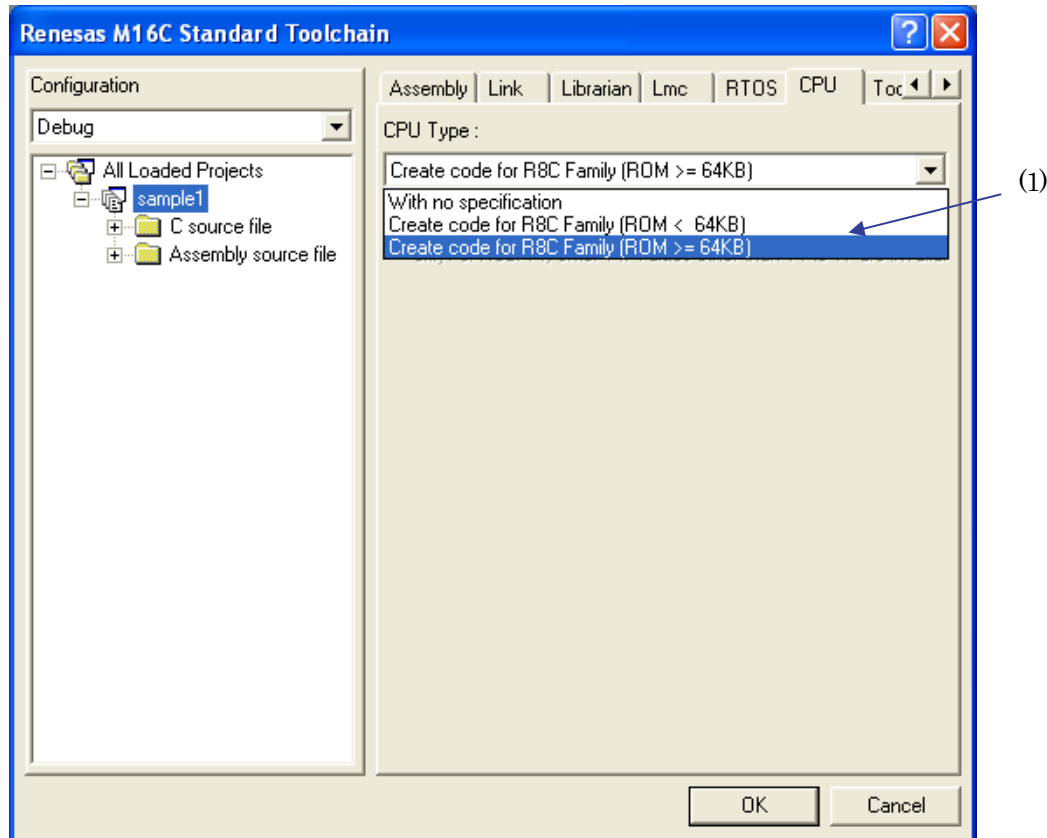 Renesas M16C Standard Toolchain
Configuration
Debug
All Loaded Projects
sample1
C source file
Assembly source file
Assembly Link Librarian Lmc RTOS CPU
CPU Type :
Create code for R8C Family (ROM >= 64KB)
With no specification
Create code for R8C Family (ROM < 64KB)
Create code for R8C Family (ROM >= 64KB)
(1)
OK Cancel